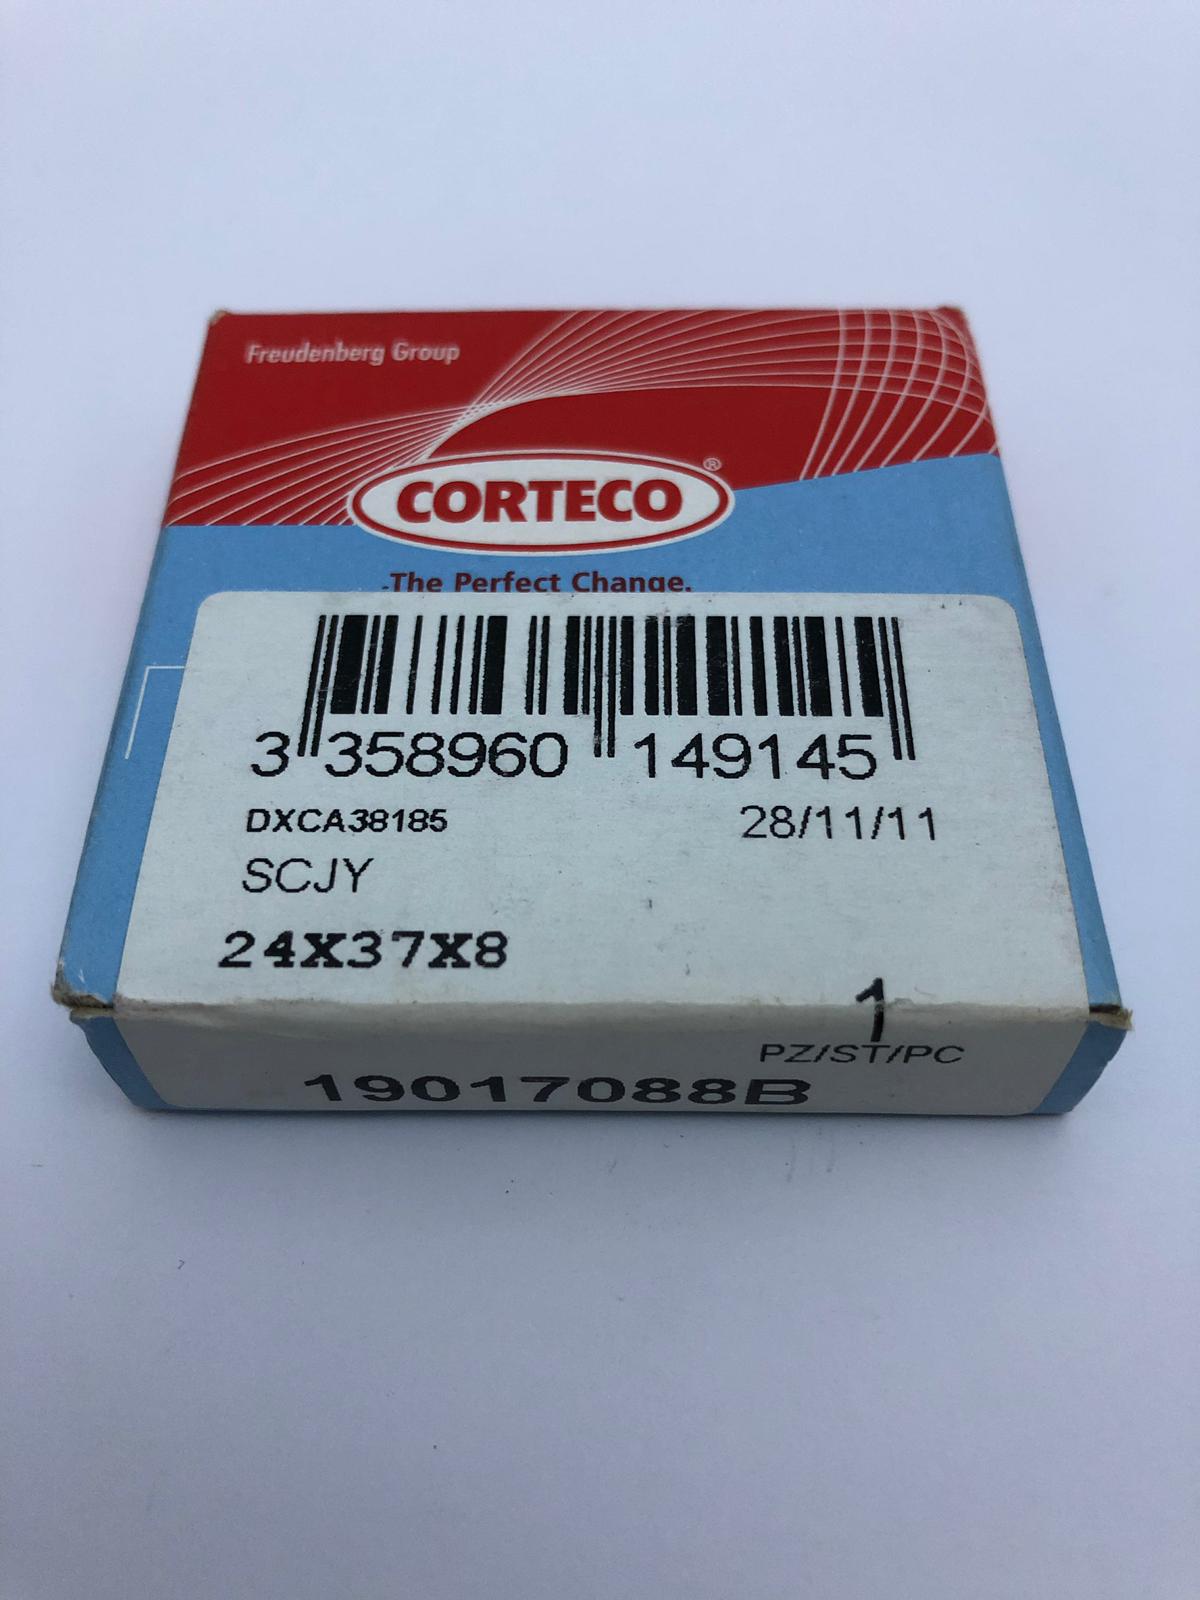 Freudenberg Group
CORTECO®
The Perfect Change.
3 358960 149145
DXCA38185 28/11/11
SCJY
24X37X8
1
PZ/ST/PC
19017088B